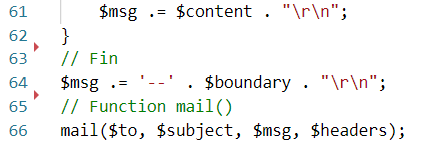 61 $msg .= $content . "\r\n";
62 }
63 // Fin
64 $msg .= '--' . $boundary . "\r\n";
65 // Function mail()
66 mail($to, $subject, $msg, $headers);